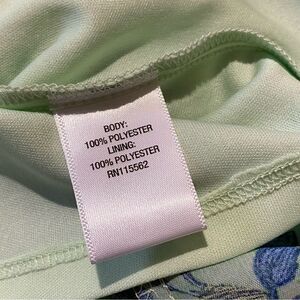 BODY:
100% POLYESTER
LINING:
100% POLYESTER
RN115562